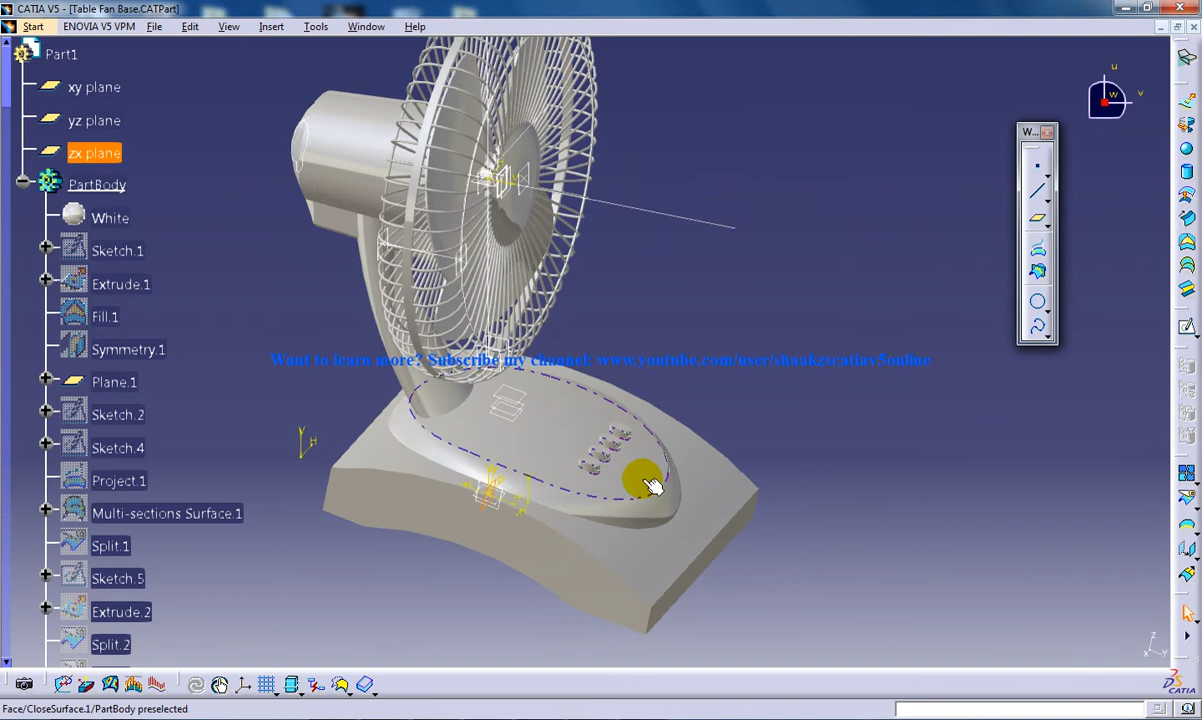 CATIA V5 - [Table Fan Base.CATPart]
Start ENOVIA V5 VPM File Edit View Insert Tools Window Help
Part1
xy plane
yz plane
zx plane
PartBody
White
Sketch.1
Extrude.1
Fill.1
Symmetry.1
Plane.1
Sketch.2
Sketch.4
Project.1
Multi-sections Surface.1
Split.1
Sketch.5
Extrude.2
Split.2
Want to learn more? Subscribe my channel: www.youtube.com/user/shaakzscatiav5online
W...
u
v
w
V
H
z
x
y
CATIA
Face/CloseSurface.1/PartBody preselected